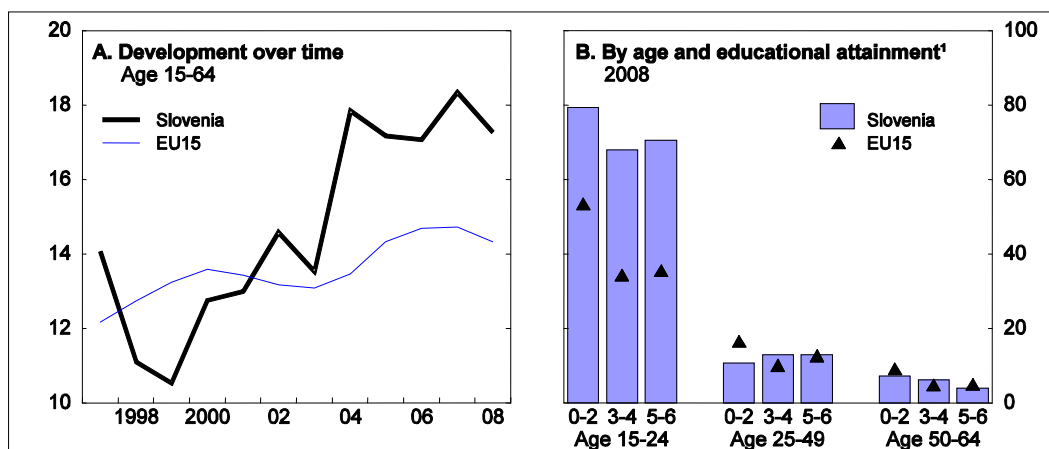 A. Development over time
Age 15-64
Slovenia
EU15
20
18
16
14
12
10
1998 2000 02 04 06 08
B. By age and educational attainment¹
2008
Slovenia
EU15
100
80
60
40
20
0
0-2 3-4 5-6 0-2 3-4 5-6 0-2 3-4 5-6
Age 15-24 Age 25-49 Age 50-64